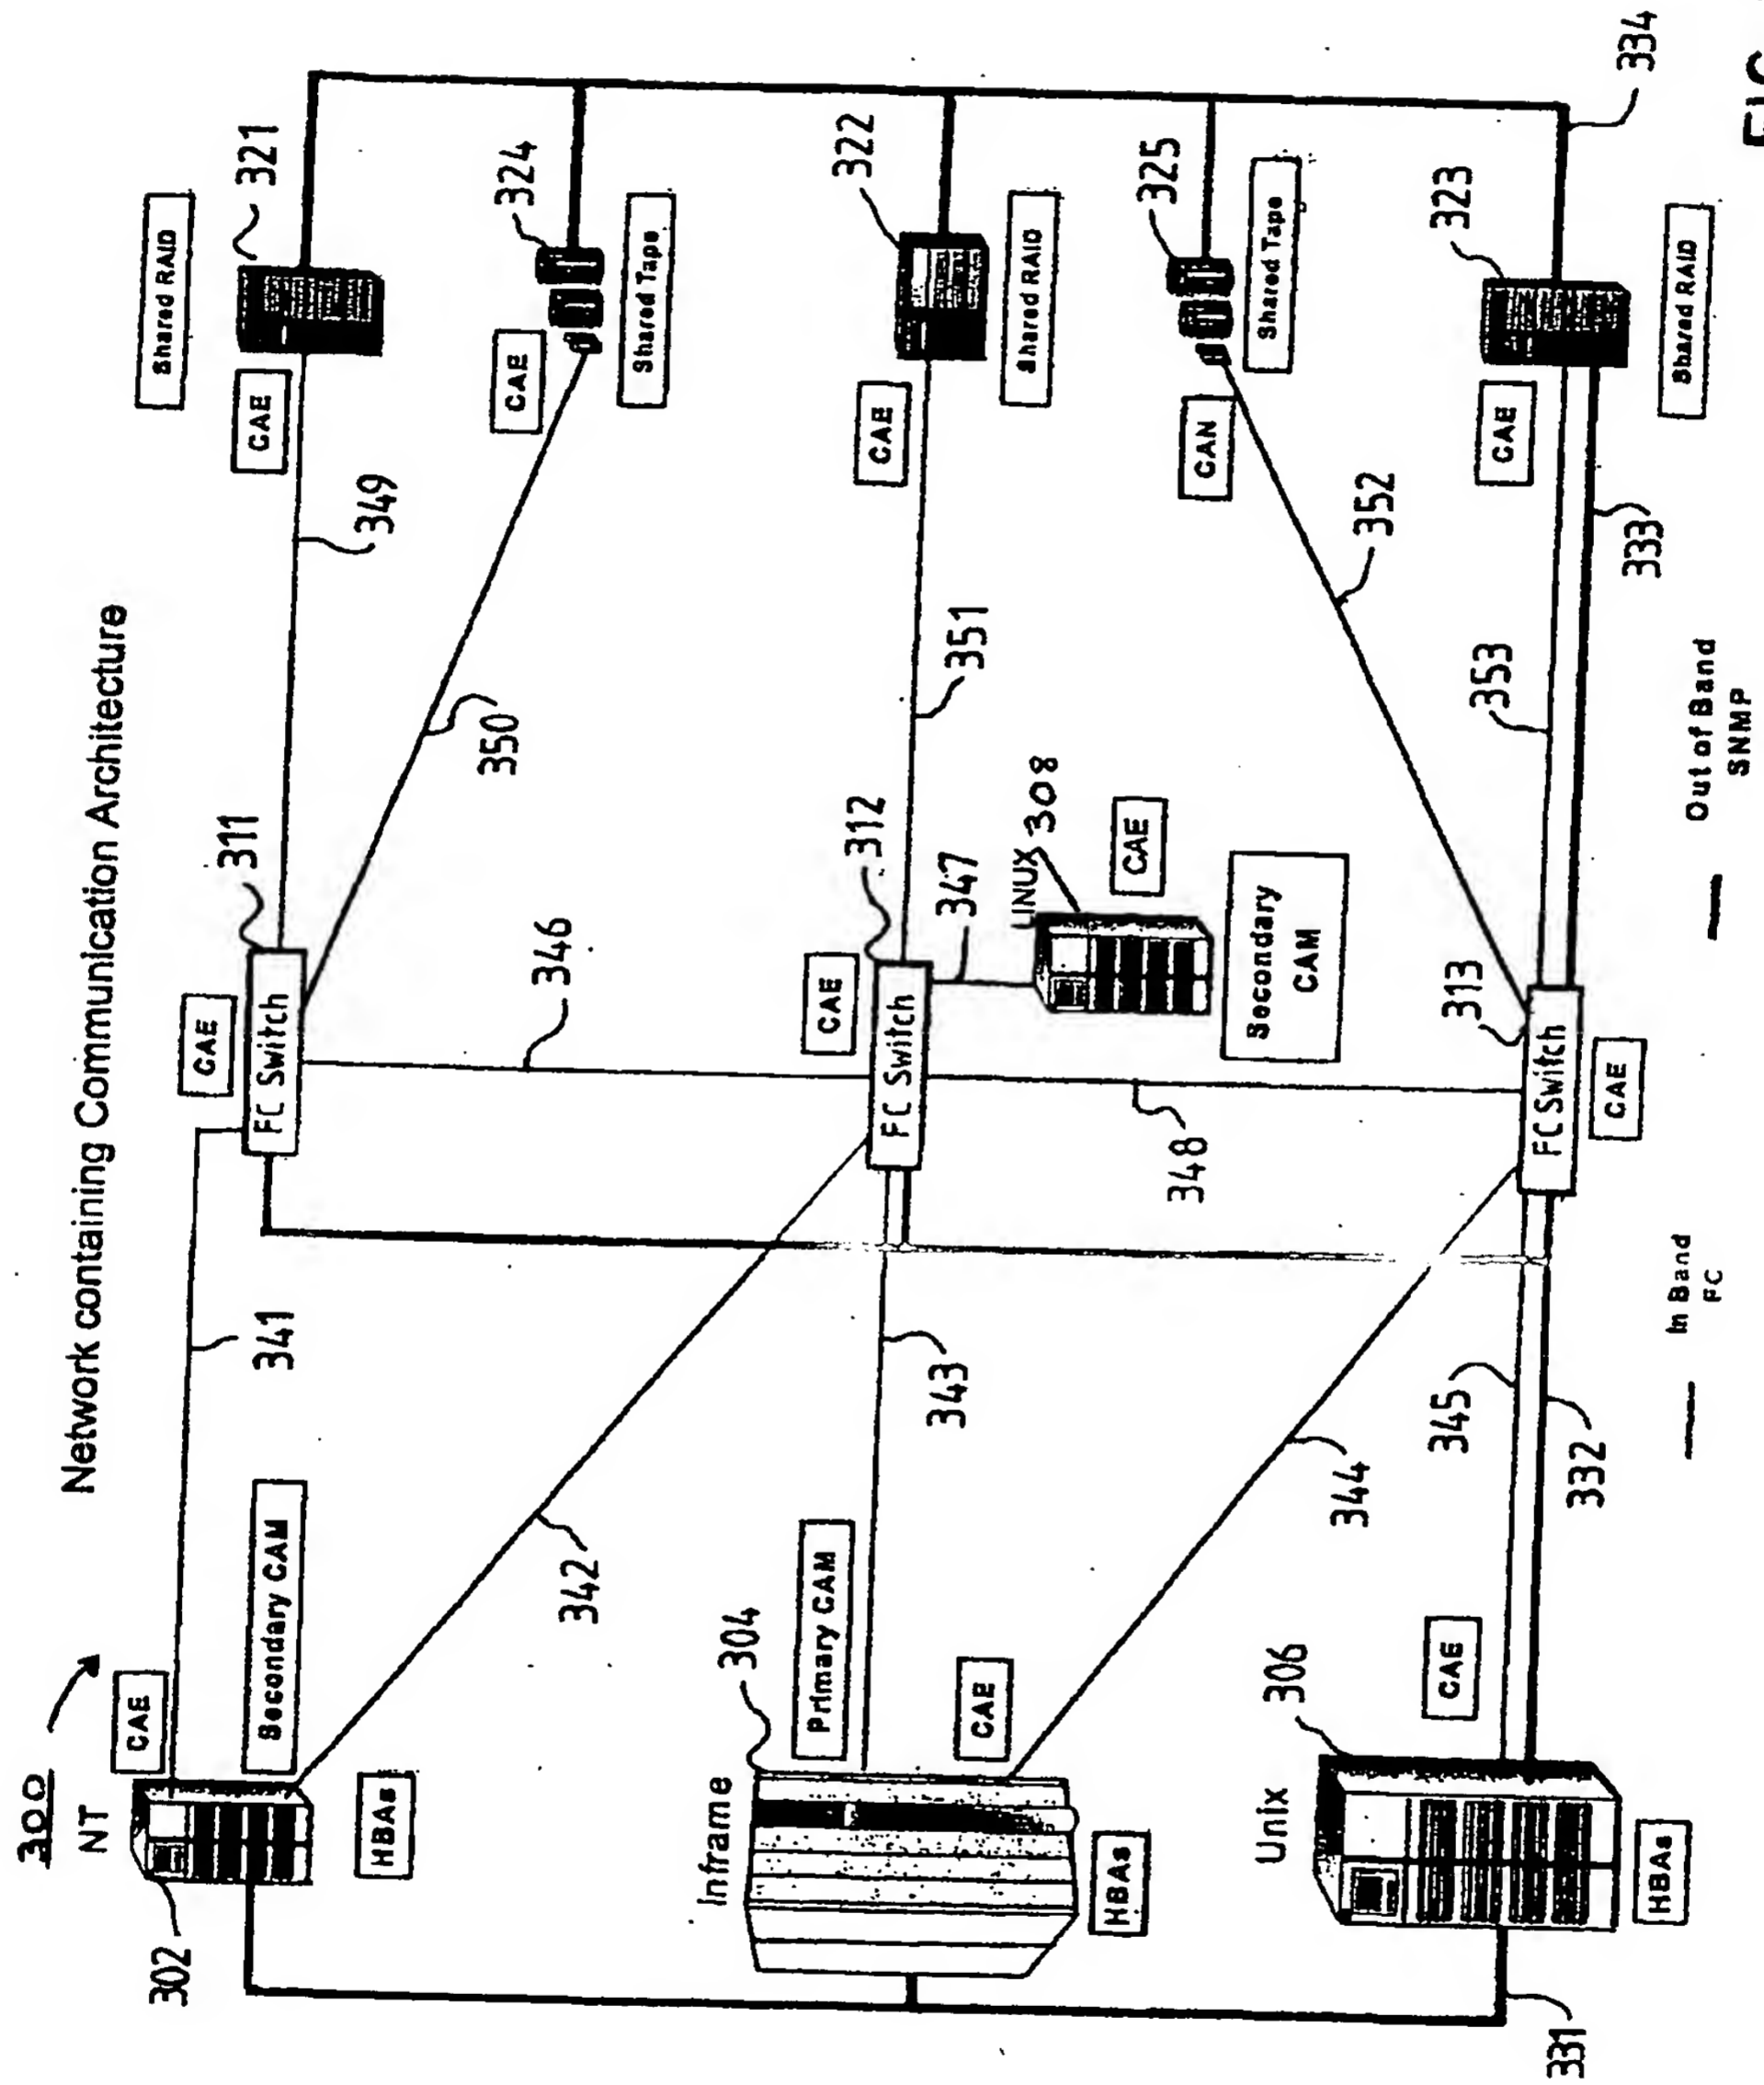 Network containing Communication Architecture
300
NT
302
CAE
Secondary CAM
HBAs
341
342
CAE
FC Switch
311
346
349
350
Shared RAID
321
CAE
324
CAE
Shared Tape
Inframe
304
Primary CAM
CAE
HBAs
343
344
CAE
FC Switch
312
347
LINUX
308
CAE
Secondary
CAM
348
351
322
CAE
Shared RAID
325
CAN
Shared Tape
352
Unix
306
CAE
HBAs
331
345
332
313
FC Switch
CAE
353
333
323
CAE
Shared RAID
334
In Band
FC
Out of Band
SNMP